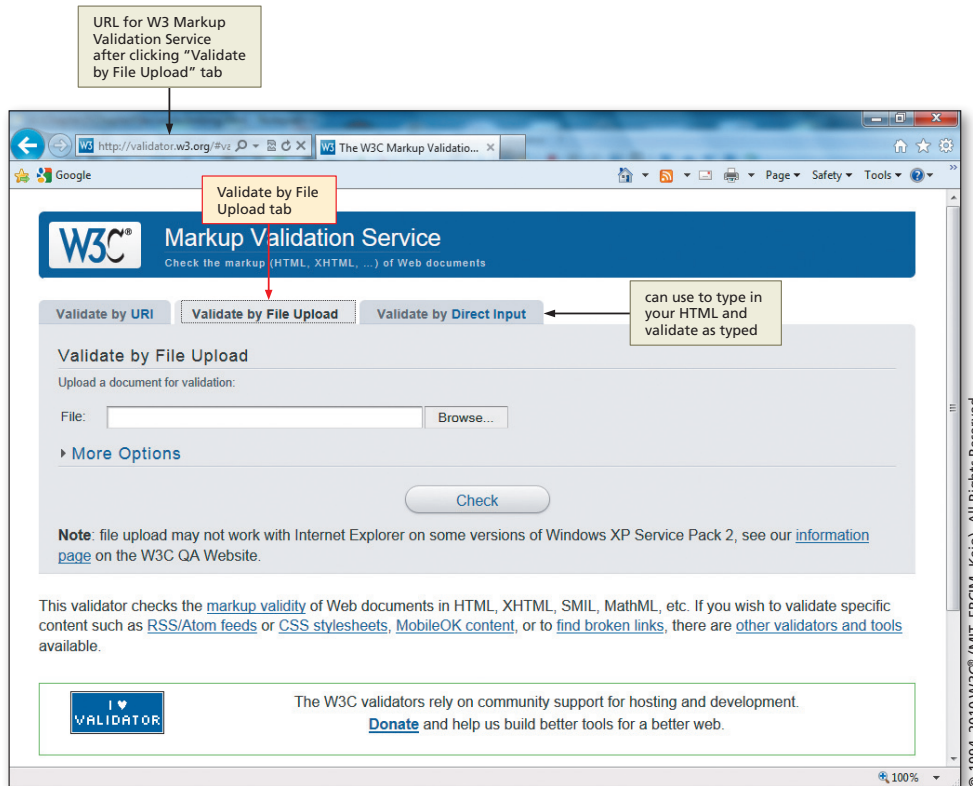 URL for W3 Markup
Validation Service
after clicking “Validate
by File Upload” tab
http://validator.w3.org/#va
The W3C Markup Validatio...
Google
Page
Safety
Tools
Validate by File
Upload tab
W3C®
Markup Validation Service
Check the markup (HTML, XHTML, ...) of Web documents
Validate by URI
Validate by File Upload
Validate by Direct Input
can use to type in
your HTML and
validate as typed
Validate by File Upload
Upload a document for validation:
File:
Browse...
More Options
Check
Note: file upload may not work with Internet Explorer on some versions of Windows XP Service Pack 2, see our information
page on the W3C QA Website.
This validator checks the markup validity of Web documents in HTML, XHTML, SMIL, MathML, etc. If you wish to validate specific
content such as RSS/Atom feeds or CSS stylesheets, MobileOK content, or to find broken links, there are other validators and tools
available.
I ♥
VALIDATOR
The W3C validators rely on community support for hosting and development.
Donate and help us build better tools for a better web.
100%
© 1994–2010 W3C® (MIT, ERCIM, Keio), All Rights Reserved